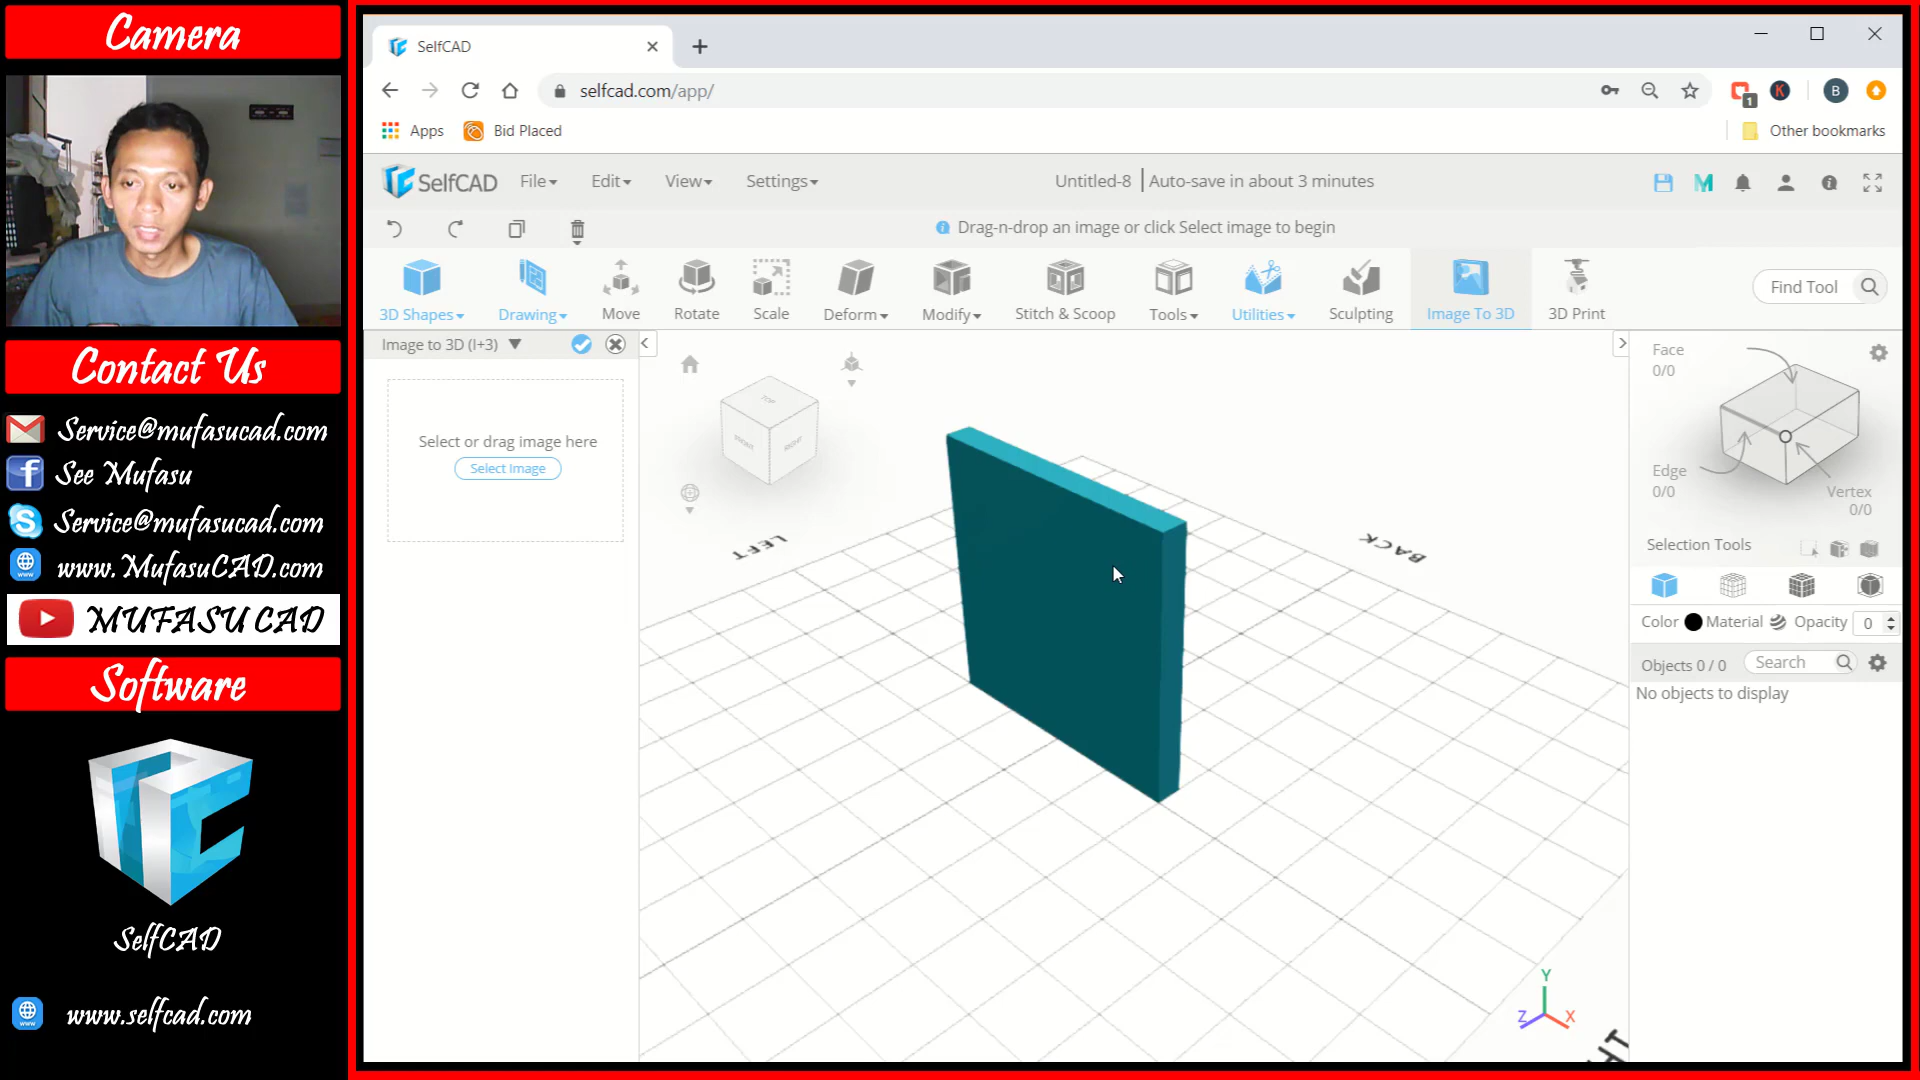 Camera
Contact Us
Service@mufasucad.com
See Mufasu
Service@mufasucad.com
www.MufasuCAD.com
MUFASU CAD
Software
SelfCAD
www.selfcad.com
SelfCAD
selfcad.com/app/
1
K
B
Apps
Bid Placed
Other bookmarks
SelfCAD
File
Edit
View
Settings
Untitled-8 | Auto-save in about 3 minutes
M
Drag-n-drop an image or click Select image to begin
3D Shapes
Drawing
Move
Rotate
Scale
Deform
Modify
Stitch & Scoop
Tools
Utilities
Sculpting
Image To 3D
3D Print
Find Tool
Image to 3D (I+3)
Select or drag image here
Select Image
TOP
RIGHT
LEFT
BACK
Y
Z
X
Face
0/0
Edge
0/0
Vertex
0/0
Selection Tools
Color
Material
Opacity
0
Objects 0 / 0
Search
No objects to display